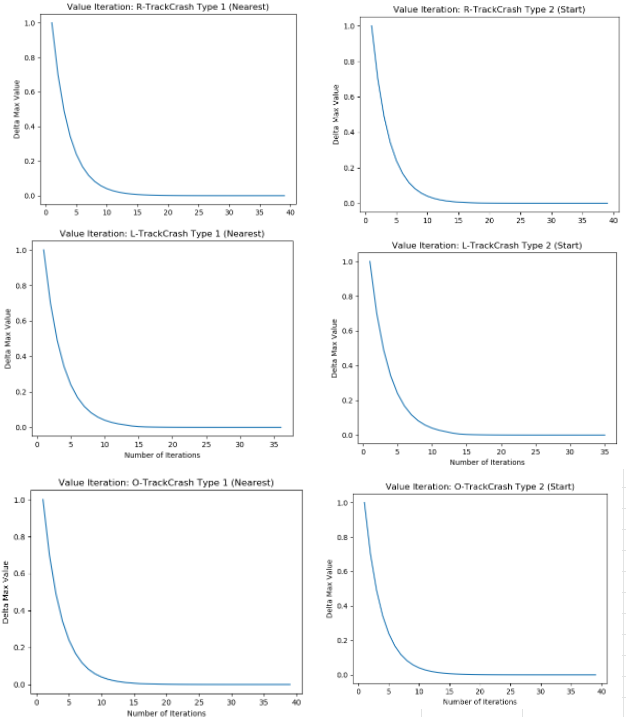 Value Iteration: R-TrackCrash Type 1 (Nearest)
Delta Max Value
1.0
0.8
0.6
0.4
0.2
0.0
0 5 10 15 20 25 30 35 40
Value Iteration: R-TrackCrash Type 2 (Start)
Delta Max Value
1.0
0.8
0.6
0.4
0.2
0.0
0 5 10 15 20 25 30 35 40
Value Iteration: L-TrackCrash Type 1 (Nearest)
Delta Max Value
1.0
0.8
0.6
0.4
0.2
0.0
0 5 10 15 20 25 30 35
Number of Iterations
Value Iteration: L-TrackCrash Type 2 (Start)
Delta Max Value
1.0
0.8
0.6
0.4
0.2
0.0
0 5 10 15 20 25 30 35
Number of Iterations
Value Iteration: O-TrackCrash Type 1 (Nearest)
Delta Max Value
1.0
0.8
0.6
0.4
0.2
0.0
0 5 10 15 20 25 30 35 40
Number of Iterations
Value Iteration: O-TrackCrash Type 2 (Start)
Delta Max Value
1.0
0.8
0.6
0.4
0.2
0.0
0 5 10 15 20 25 30 35 40
Number of Iterations